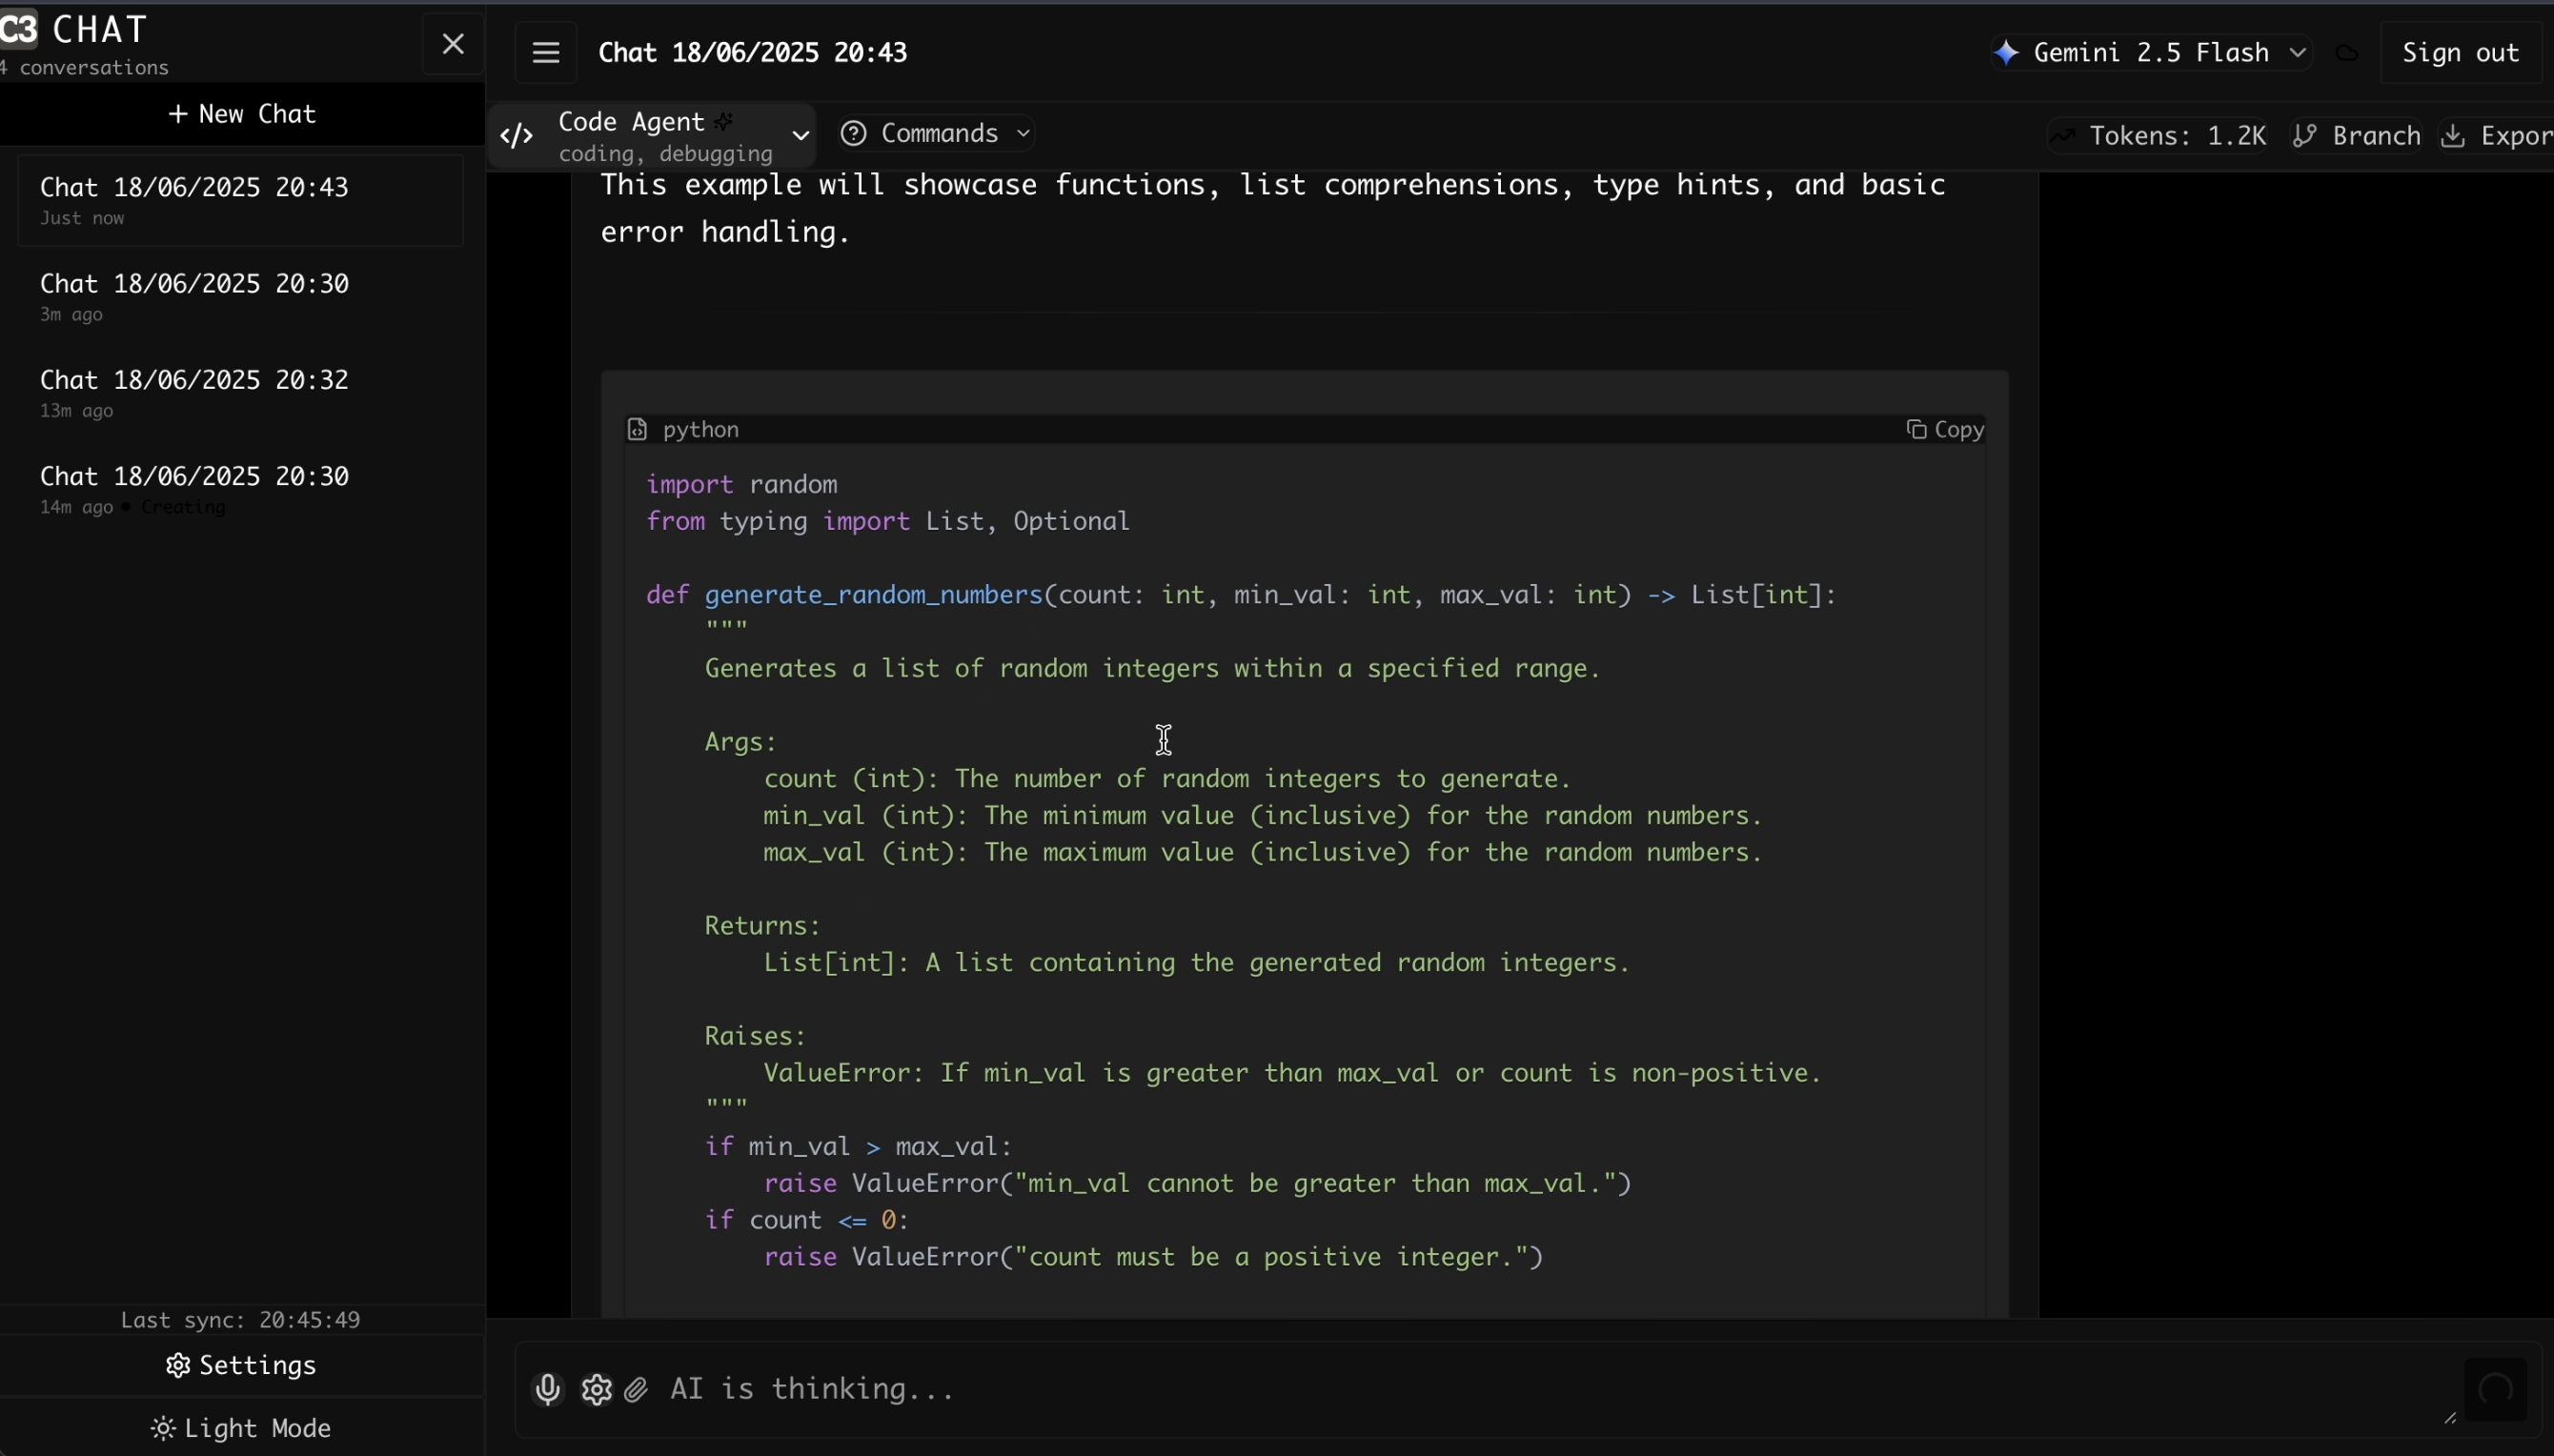 C3 CHAT
4 conversations
+ New Chat
Chat 18/06/2025 20:43
Just now
Chat 18/06/2025 20:30
3m ago
Chat 18/06/2025 20:32
13m ago
Chat 18/06/2025 20:30
14m ago • Creating
Last sync: 20:45:49
Settings
Light Mode
Chat 18/06/2025 20:43
Gemini 2.5 Flash
Sign out
Code Agent
coding, debugging
Commands
Tokens: 1.2K
Branch
Expor
This example will showcase functions, list comprehensions, type hints, and basic
error handling.
python
Copy
import random
from typing import List, Optional
def generate_random_numbers(count: int, min_val: int, max_val: int) -> List[int]:
    """
    Generates a list of random integers within a specified range.
    Args:
        count (int): The number of random integers to generate.
        min_val (int): The minimum value (inclusive) for the random numbers.
        max_val (int): The maximum value (inclusive) for the random numbers.
    Returns:
        List[int]: A list containing the generated random integers.
    Raises:
        ValueError: If min_val is greater than max_val or count is non-positive.
    """
    if min_val > max_val:
        raise ValueError("min_val cannot be greater than max_val.")
    if count <= 0:
        raise ValueError("count must be a positive integer.")
AI is thinking...